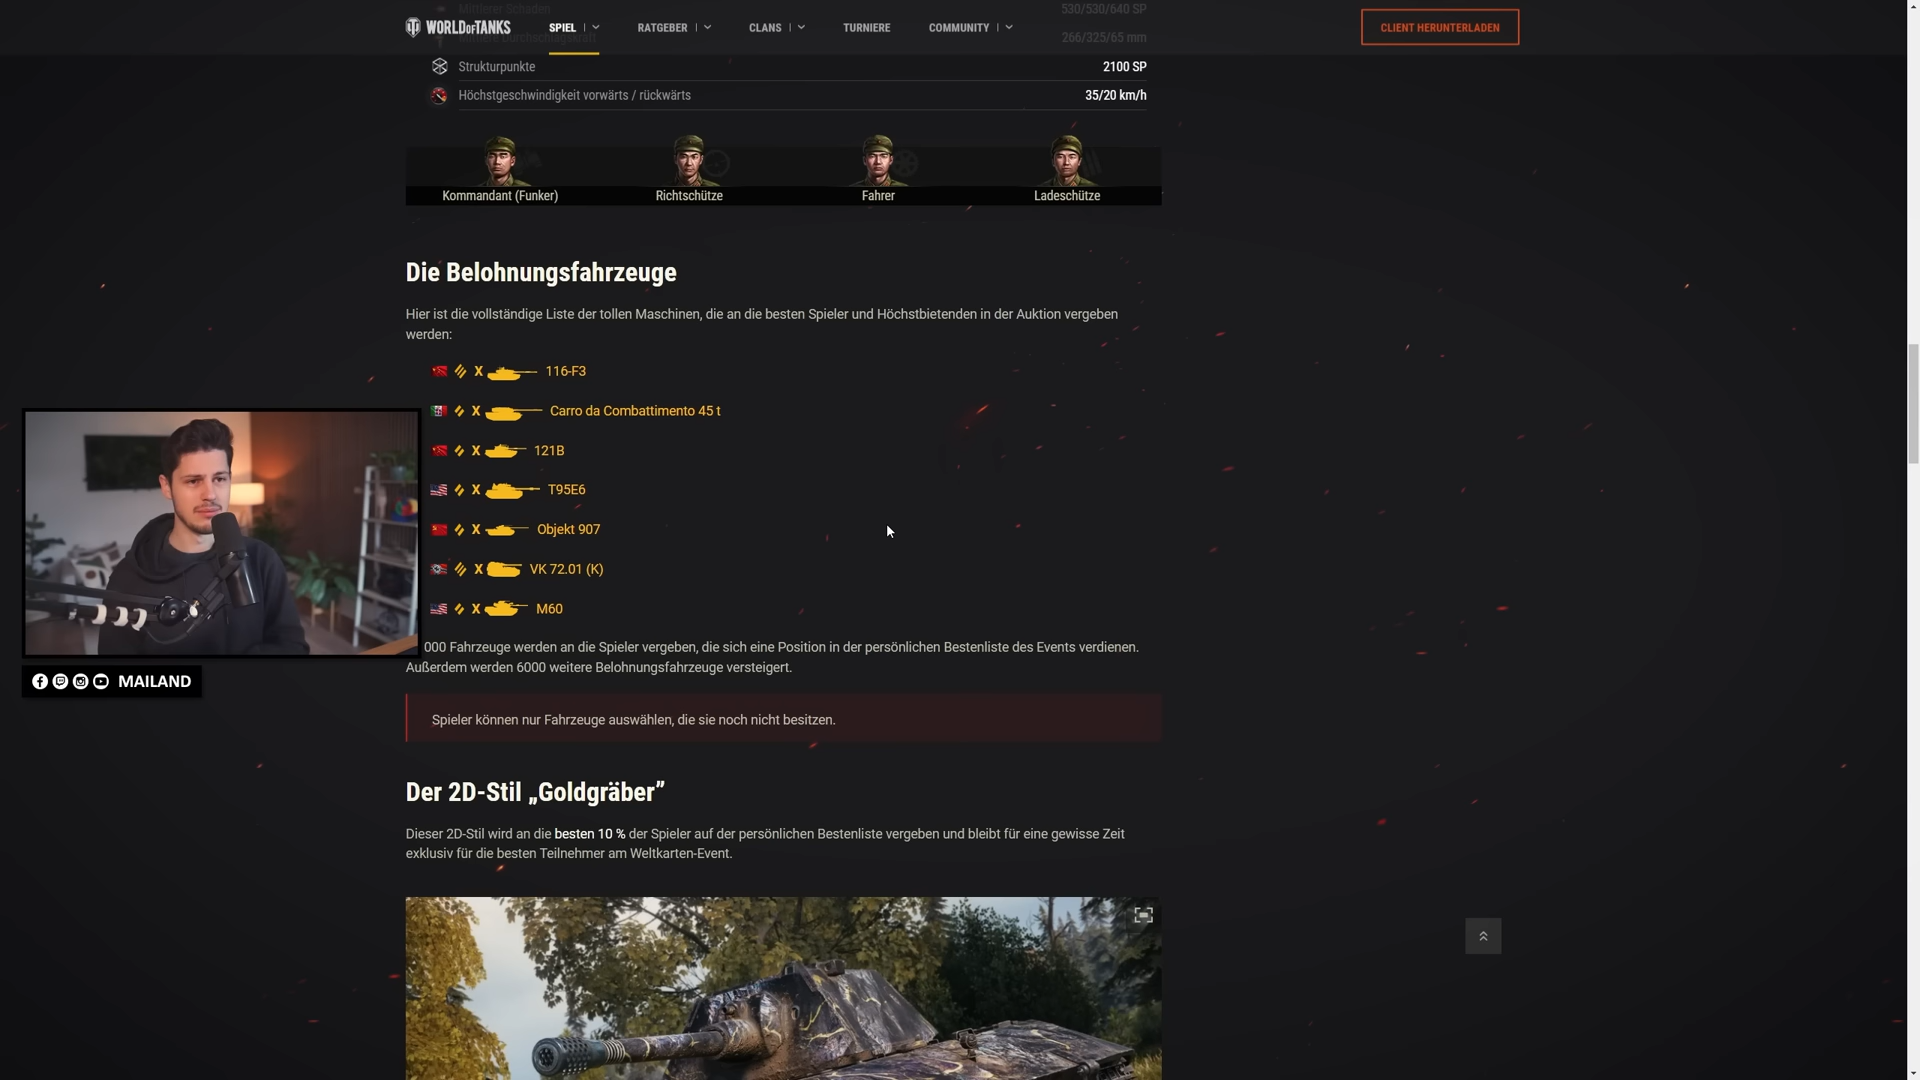 Mittlerer Schaden 530/530/640 SP
WORLD OF TANKS SPIEL RATGEBER CLANS TURNIERE COMMUNITY CLIENT HERUNTERLADEN
266/325/65 mm
Strukturpunkte 2100 SP
Höchstgeschwindigkeit vorwärts / rückwärts 35/20 km/h
Kommandant (Funker) Richtschütze Fahrer Ladeschütze
Die Belohnungsfahrzeuge
Hier ist die vollständige Liste der tollen Maschinen, die an die besten Spieler und Höchstbietenden in der Auktion vergeben
werden:
X 116-F3
X Carro da Combattimento 45 t
X 121B
X T95E6
X Objekt 907
X VK 72.01 (K)
X M60
000 Fahrzeuge werden an die Spieler vergeben, die sich eine Position in der persönlichen Bestenliste des Events verdienen.
Außerdem werden 6000 weitere Belohnungsfahrzeuge versteigert.
MAILAND
Spieler können nur Fahrzeuge auswählen, die sie noch nicht besitzen.
Der 2D-Stil „Goldgräber”
Dieser 2D-Stil wird an die besten 10 % der Spieler auf der persönlichen Bestenliste vergeben und bleibt für eine gewisse Zeit
exklusiv für die besten Teilnehmer am Weltkarten-Event.